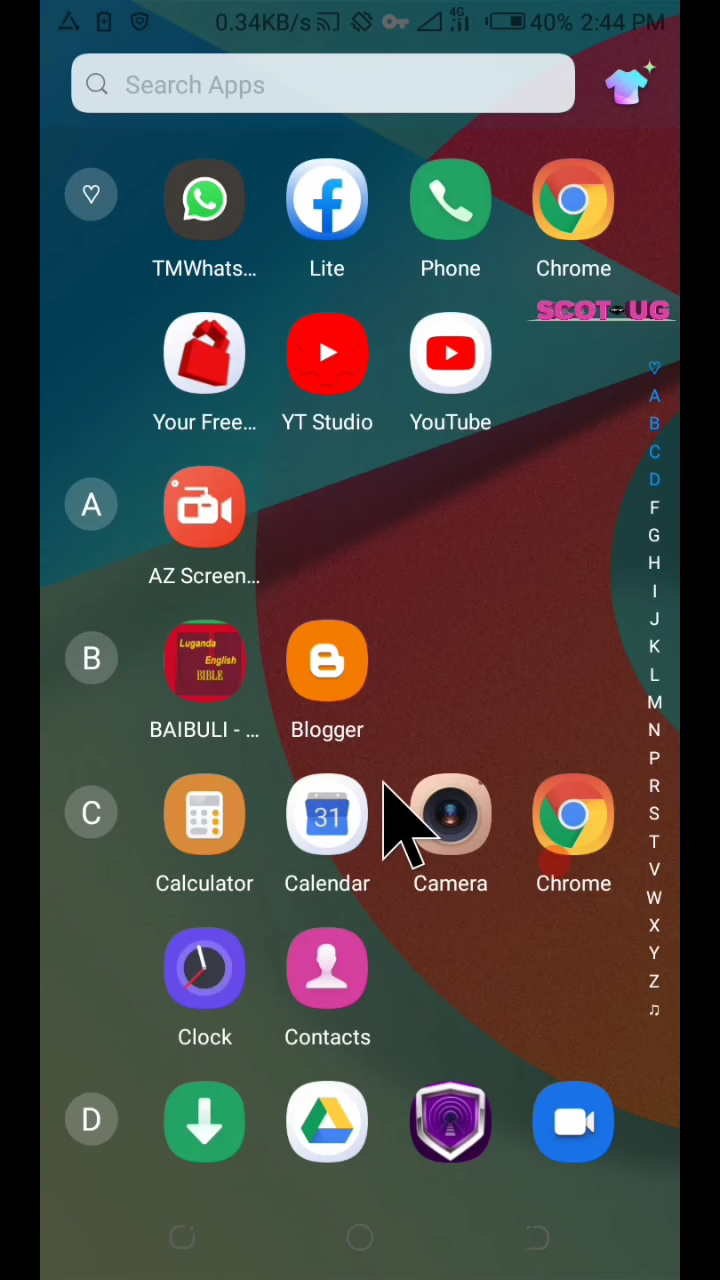 0.34KB/s 4G 40% 2:44 PM
Search Apps
TMWhats... Lite Phone Chrome
SCOT UG
Your Free... YT Studio YouTube
A
AZ Screen...
B
Luganda
English
BIBLE
BAIBULI - ... Blogger
C
31
Calculator Calendar Camera Chrome
Clock Contacts
D
A
B
C
D
F
G
H
I
J
K
L
M
N
P
R
S
T
V
W
X
Y
Z